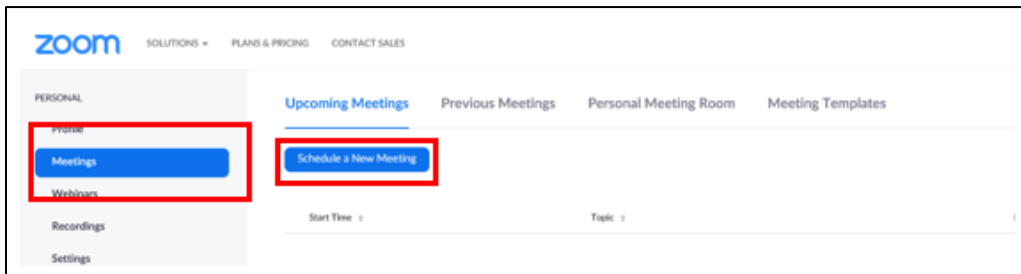 zoom SOLUTIONS PLANS & PRICING CONTACT SALES
PERSONAL
Profile
Meetings
Webinars
Recordings
Settings
Upcoming Meetings Previous Meetings Personal Meeting Room Meeting Templates
Schedule a New Meeting
Start Time Topic